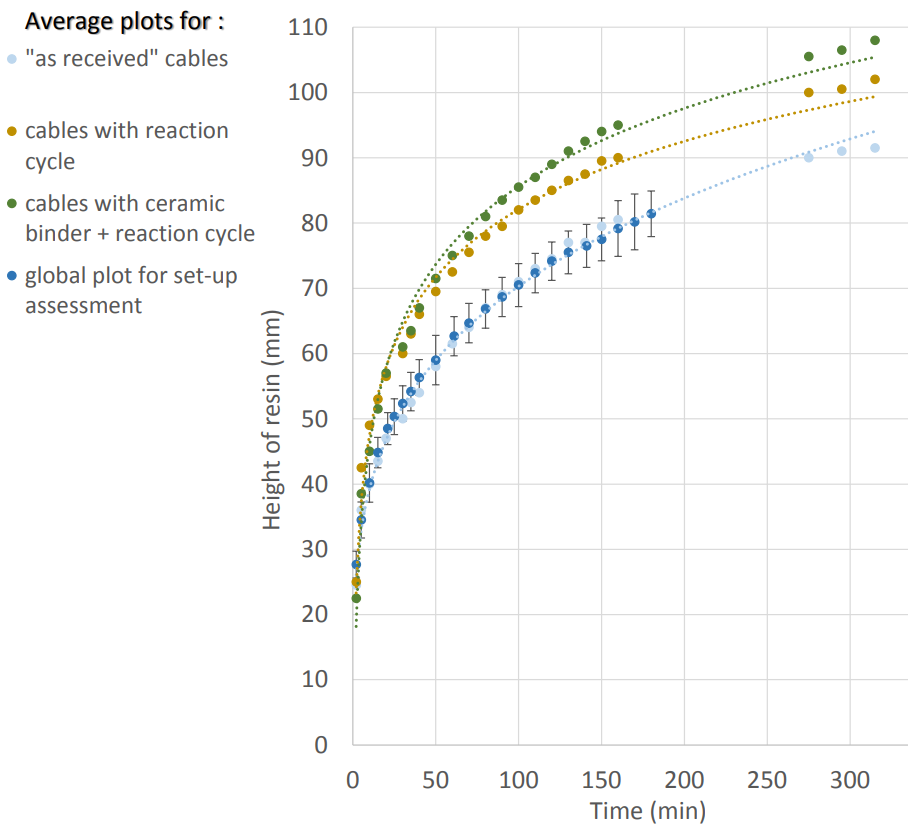 Average plots for :
"as received" cables
cables with reaction
cycle
cables with ceramic
binder + reaction cycle
global plot for set-up
assessment
Height of resin (mm)
110
100
90
80
70
60
50
40
30
20
10
0
0 50 100 150 200 250 300
Time (min)